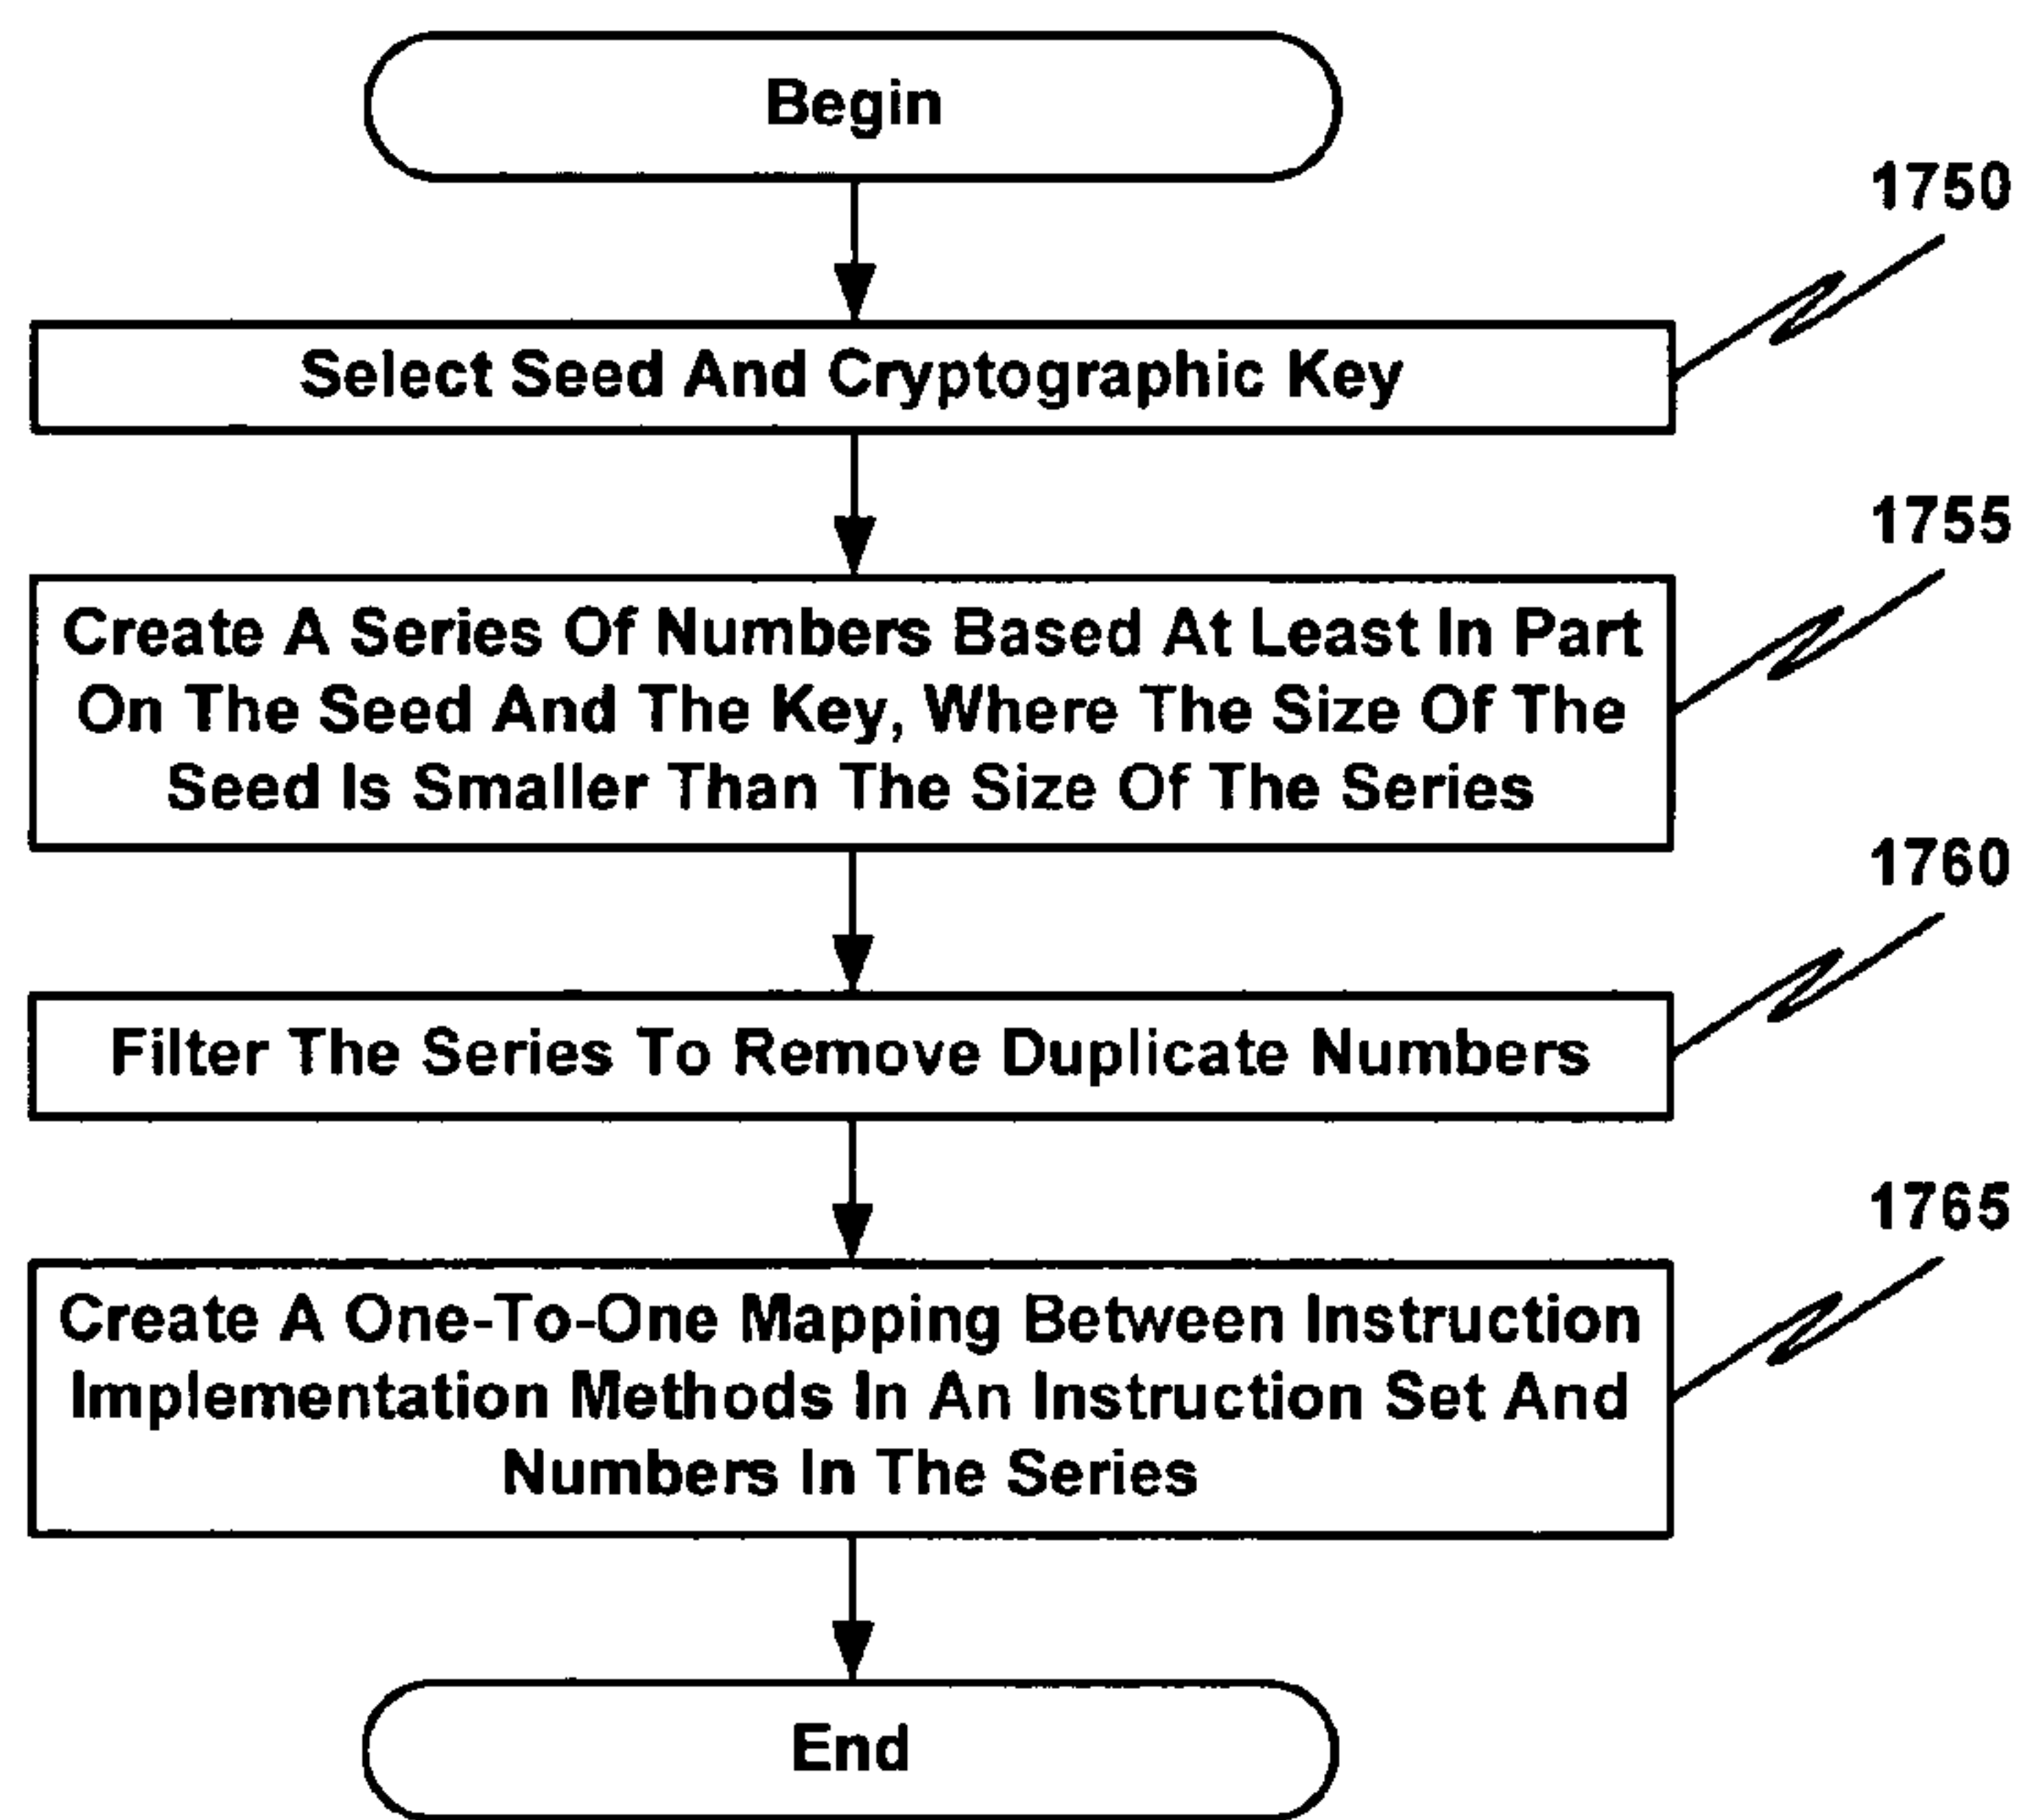 Begin
1750
Select Seed And Cryptographic Key
1755
Create A Series Of Numbers Based At Least In Part
On The Seed And The Key, Where The Size Of The
Seed Is Smaller Than The Size Of The Series
1760
Filter The Series To Remove Duplicate Numbers
1765
Create A One-To-One Mapping Between Instruction
Implementation Methods In An Instruction Set And
Numbers In The Series
End